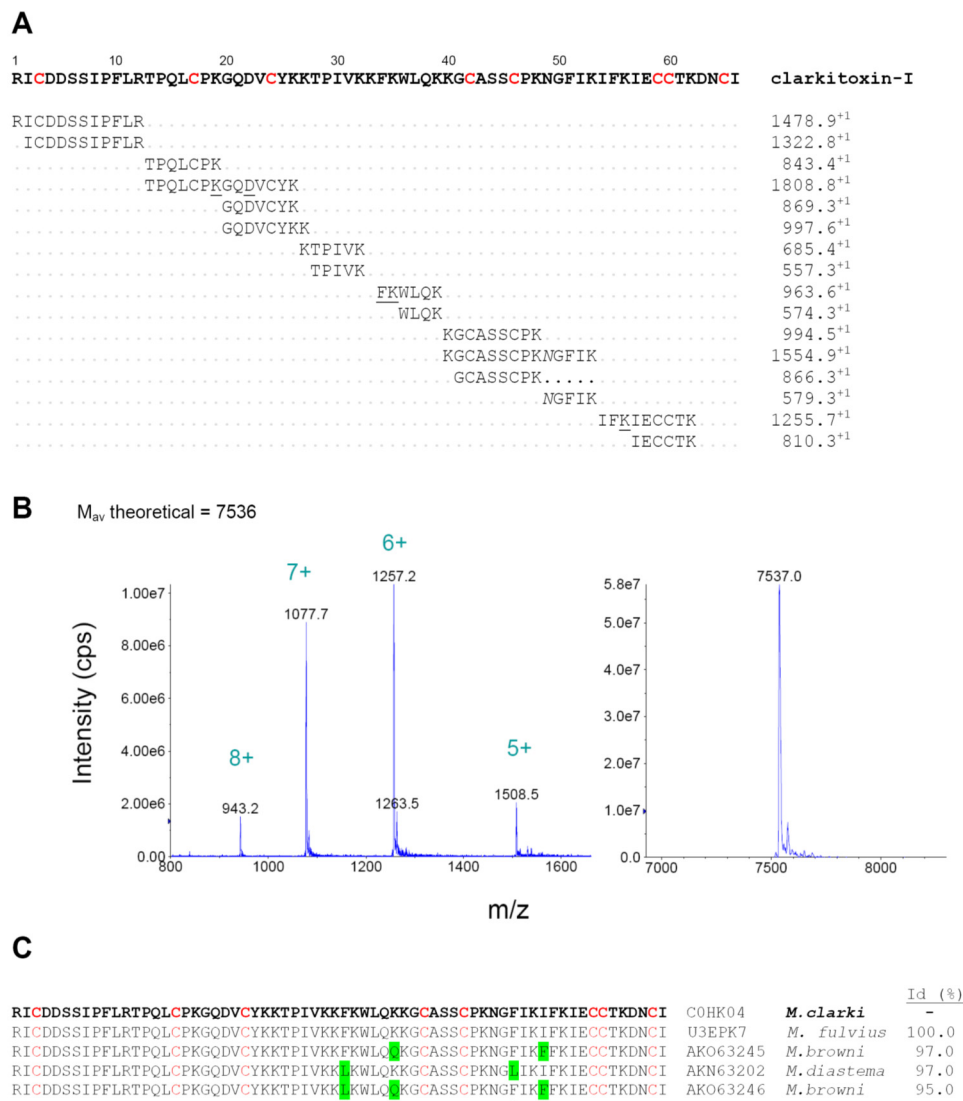 A
1 10 20 30 40 50 60
RICDDSSIPFLRTPQLCPKGQDVCYKKTPIVKKFKWLQKKGCASSCPKNGFIKIFKIECCTKDNCI clarkitoxin-I
RICDDSSIPFLR 1478.9+1
ICDDSSIPFLR 1322.8+1
TPQLCPK 843.4+1
TPQLCPKGQDVCYK 1808.8+1
GQDVCYK 869.3+1
GQDVCYKK 997.6+1
KTPIVK 685.4+1
TPIVK 557.3+1
FKWLQK 963.6+1
WLQK 574.3+1
KGCASSCPK 994.5+1
KGCASSCPKNGFIK 1554.9+1
GCASSCPK..... 866.3+1
NGFIK 579.3+1
IFKIECCTK 1255.7+1
IECCTK 810.3+1
B
Mav theoretical = 7536
6+
7+ 1257.2 5.8e7 7537.0
1.00e7 1077.7
5.0e7
8.00e6
4.0e7
6.00e6
3.0e7
4.00e6
8+ 5+
2.0e7
2.00e6 943.2 1263.5 1508.5
1.0e7
0.00 0.0
800 1000 1200 1400 1600 7000 7500 8000
Intensity (cps)
m/z
C
Id (%)
RICDDSSIPFLRTPQLCPKGQDVCYKKTPIVKKFKWLQKKGCASSCPKNGFIKIFKIECCTKDNCI C0HK04 M.clarki -
RICDDSSIPFLRTPQLCPKGQDVCYKKTPIVKKFKWLQKKGCASSCPKNGFIKIFKIECCTKDNCI U3EPK7 M. fulvius 100.0
RICDDSSIPFLRTPQLCPKGQDVCYKKTPIVKKFKWLQQKGCASSCPKNGFIKFFKIECCTKDNCI AKO63245 M.browni 97.0
RICDDSSIPFLRTPQLCPKGQDVCYKKTPIVKKLKWLQKKGCASSCPKNGLIKIFKIECCTKDNCI AKN63202 M.diastema 97.0
RICDDSSIPFLRTPQLCPKGQDVCYKKTPIVKKLKWLQQKGCASSCPKNGFIKFFKIECCTKDNCI AKO63246 M.browni 95.0